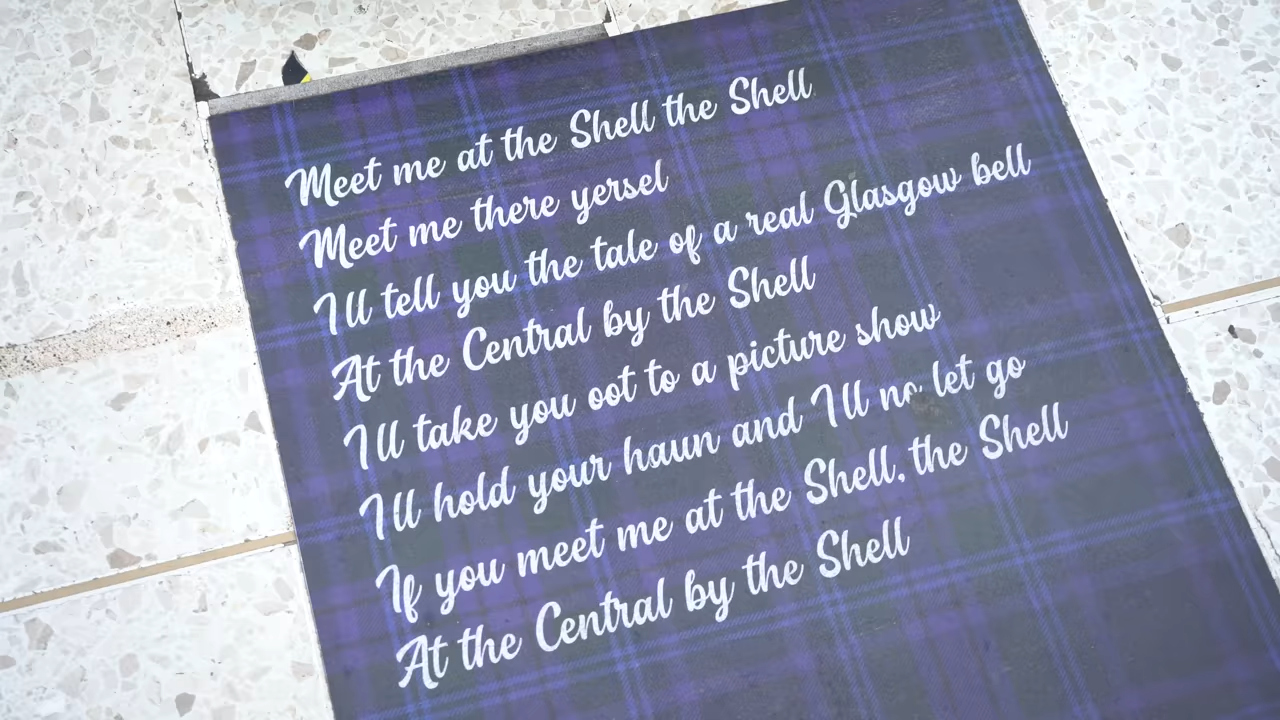 Meet me at the Shell the Shell
Meet me there yersel
I'll tell you the tale of a real Glasgow bell
At the Central by the Shell
I'll take you oot to a picture show
I'll hold your haun and I'll no let go
If you meet me at the Shell, the Shell
At the Central by the Shell